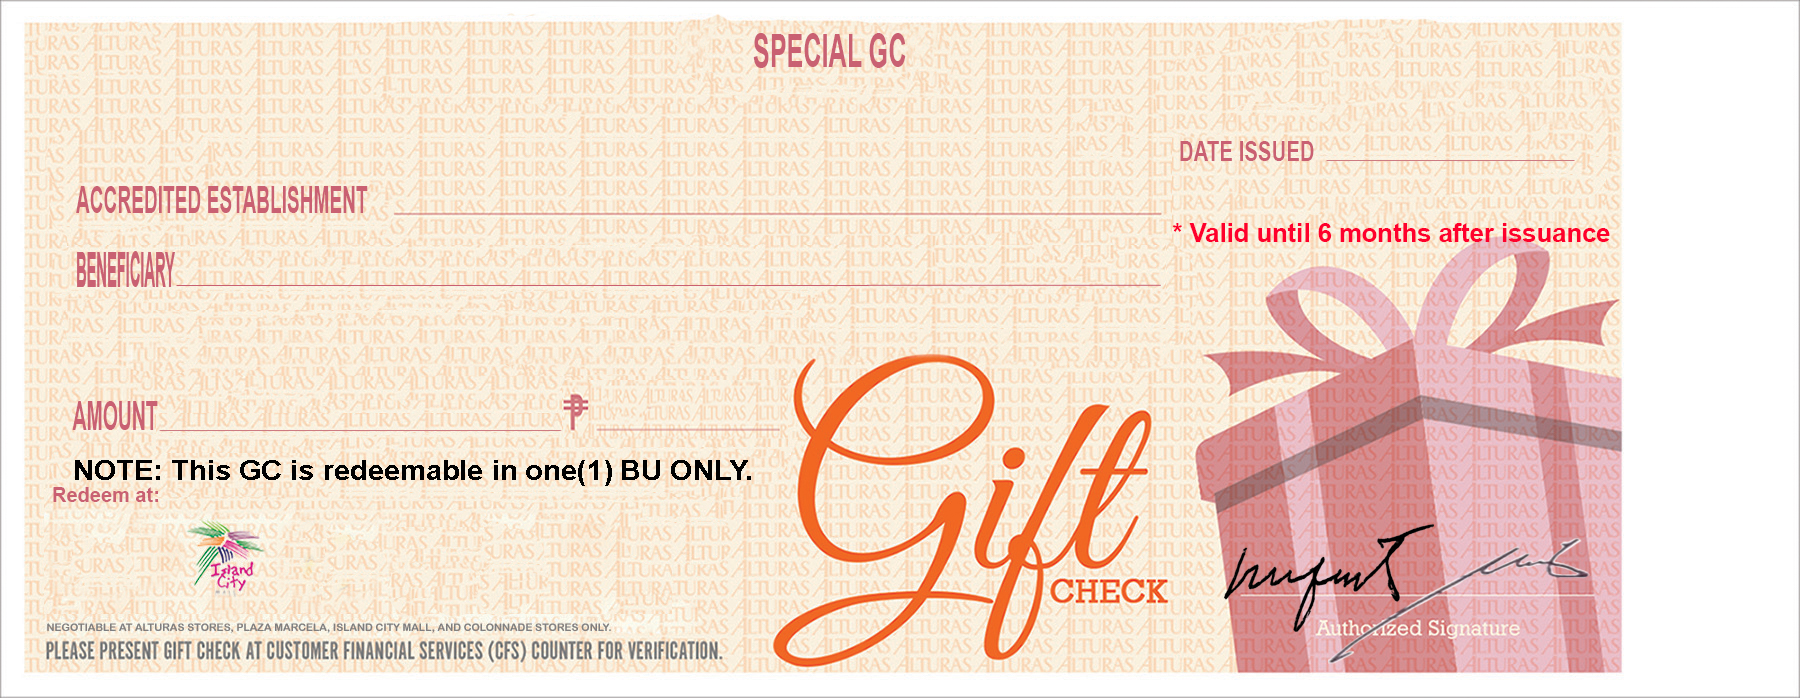 SPECIAL GC
DATE ISSUED
ACCREDITED ESTABLISHMENT
* Valid until 6 months after issuance
BENEFICIARY
AMOUNT ₱
NOTE: This GC is redeemable in one(1) BU ONLY.
Redeem at:
Island
City
MALL
Gift
CHECK
Authorized Signature
NEGOTIABLE AT ALTURAS STORES, PLAZA MARCELA, ISLAND CITY MALL, AND COLONNADE STORES ONLY.
PLEASE PRESENT GIFT CHECK AT CUSTOMER FINANCIAL SERVICES (CFS) COUNTER FOR VERIFICATION.